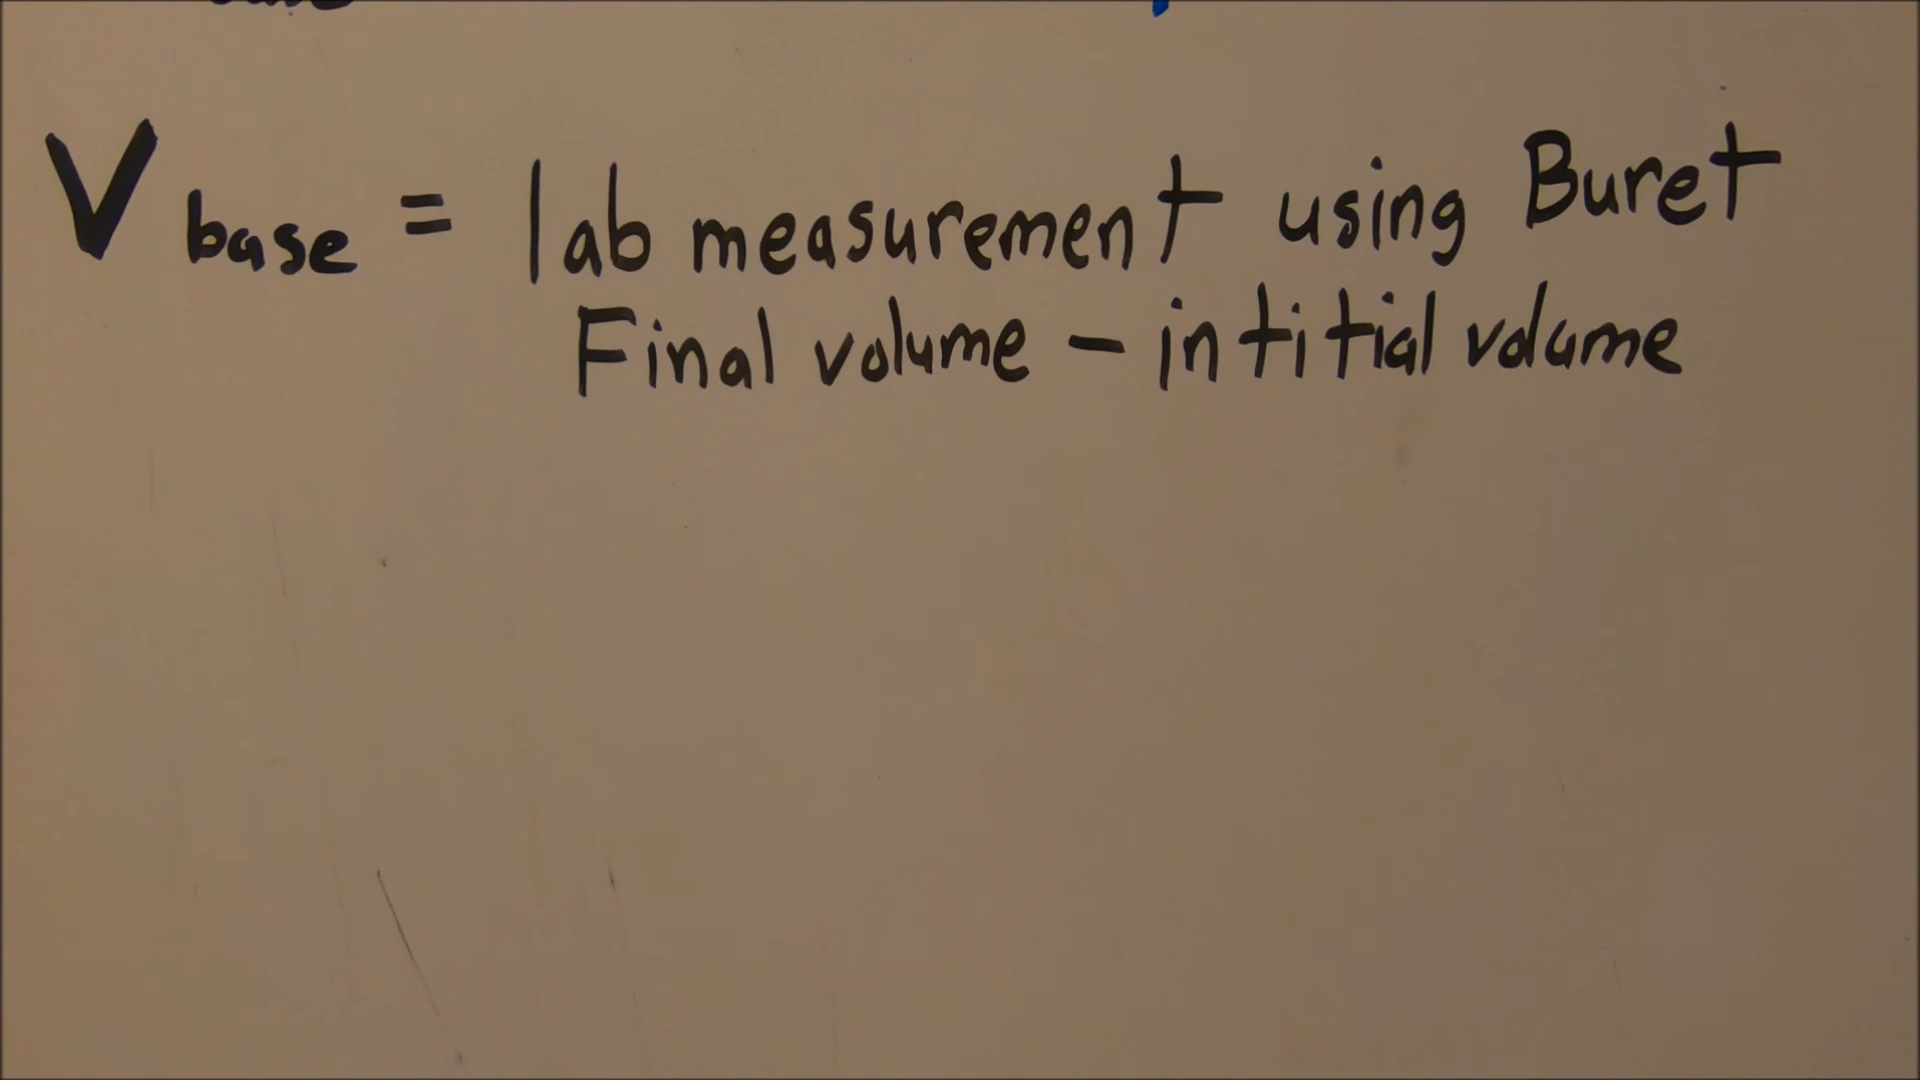 V base = lab measurement using Buret
Final volume - intitial volume